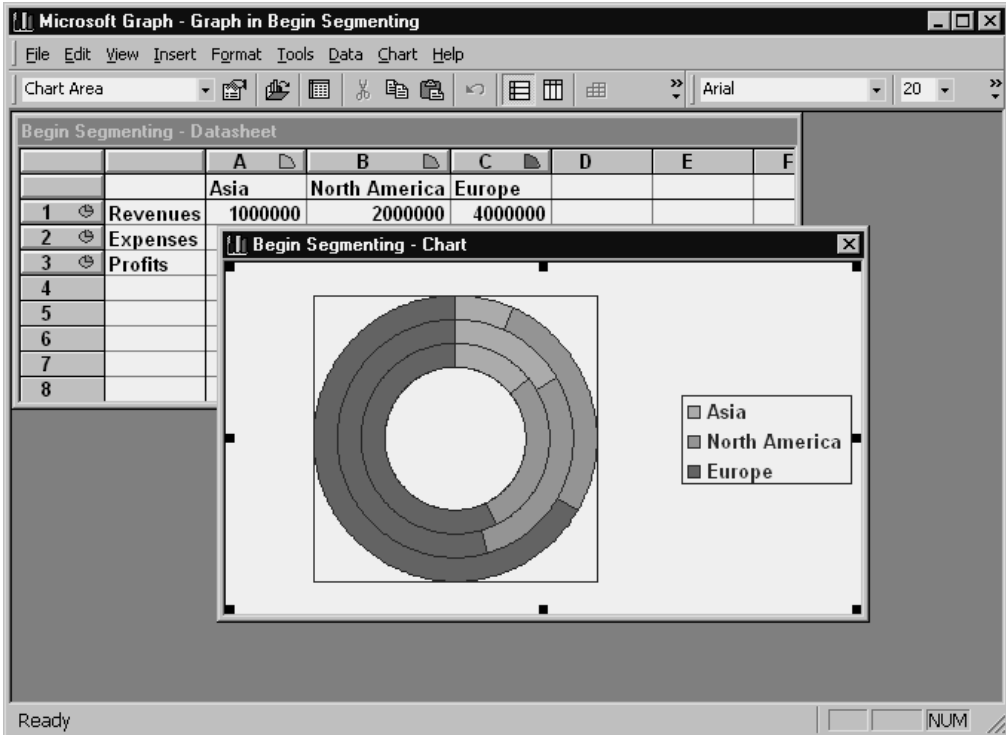 Microsoft Graph - Graph in Begin Segmenting
File Edit View Insert Format Tools Data Chart Help
Chart Area Arial 20
Begin Segmenting - Datasheet
A B C D E F
Asia North America Europe
1 Revenues 1000000 2000000 4000000
2 Expenses
3 Profits
4
5
6
7
8
Begin Segmenting - Chart
Asia
North America
Europe
Ready NUM